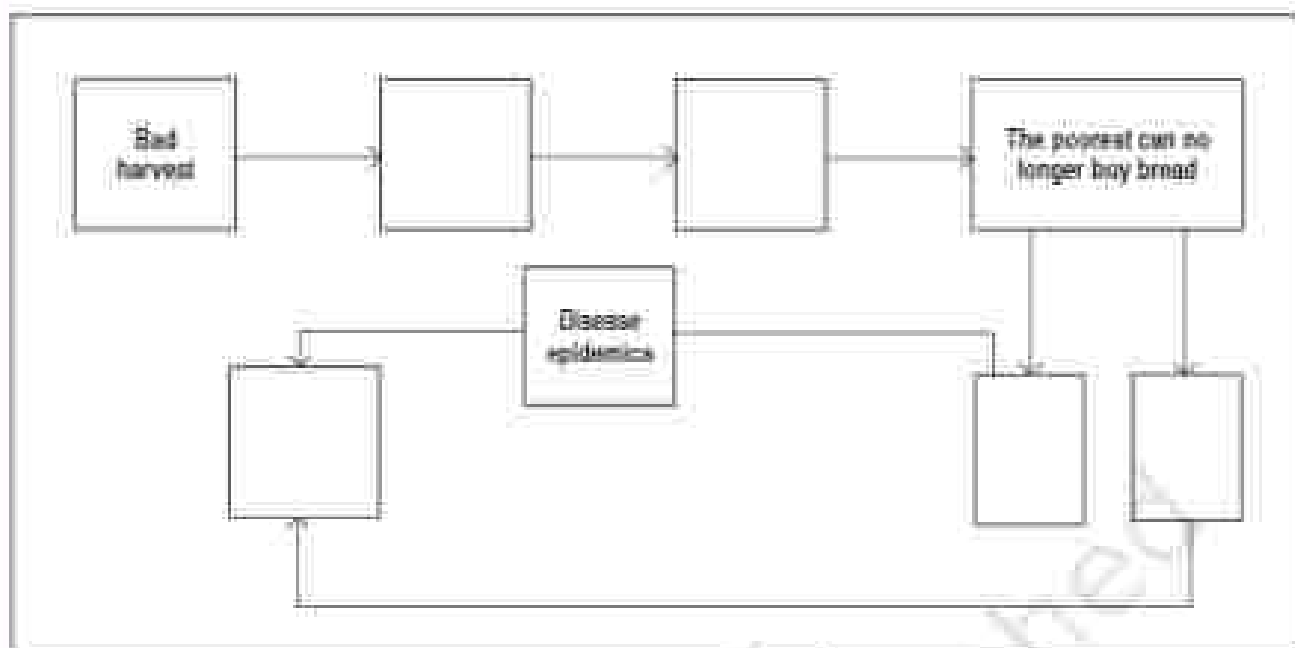 Bad
harvest
The poorest can no
longer buy bread
Disease
epidemics